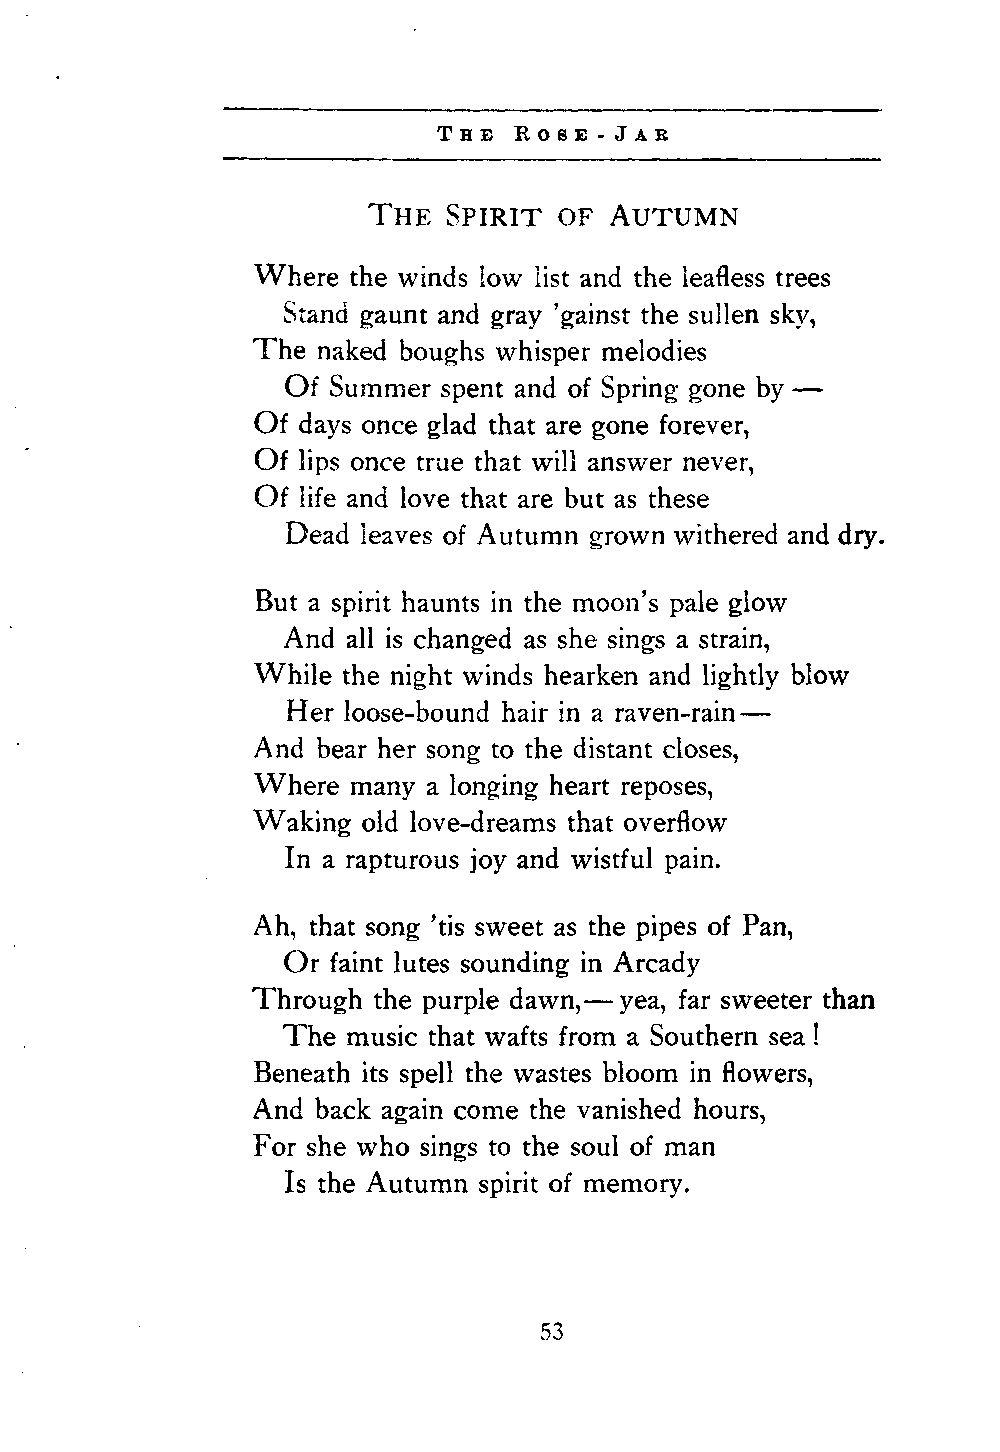 THE ROSE-JAR
THE SPIRIT OF AUTUMN
Where the winds low list and the leafless trees
Stand gaunt and gray 'gainst the sullen sky,
The naked boughs whisper melodies
Of Summer spent and of Spring gone by —
Of days once glad that are gone forever,
Of lips once true that will answer never,
Of life and love that are but as these
Dead leaves of Autumn grown withered and dry.
But a spirit haunts in the moon's pale glow
And all is changed as she sings a strain,
While the night winds hearken and lightly blow
Her loose-bound hair in a raven-rain—
And bear her song to the distant closes,
Where many a longing heart reposes,
Waking old love-dreams that overflow
In a rapturous joy and wistful pain.
Ah, that song 'tis sweet as the pipes of Pan,
Or faint lutes sounding in Arcady
Through the purple dawn,— yea, far sweeter than
The music that wafts from a Southern sea!
Beneath its spell the wastes bloom in flowers,
And back again come the vanished hours,
For she who sings to the soul of man
Is the Autumn spirit of memory.
53